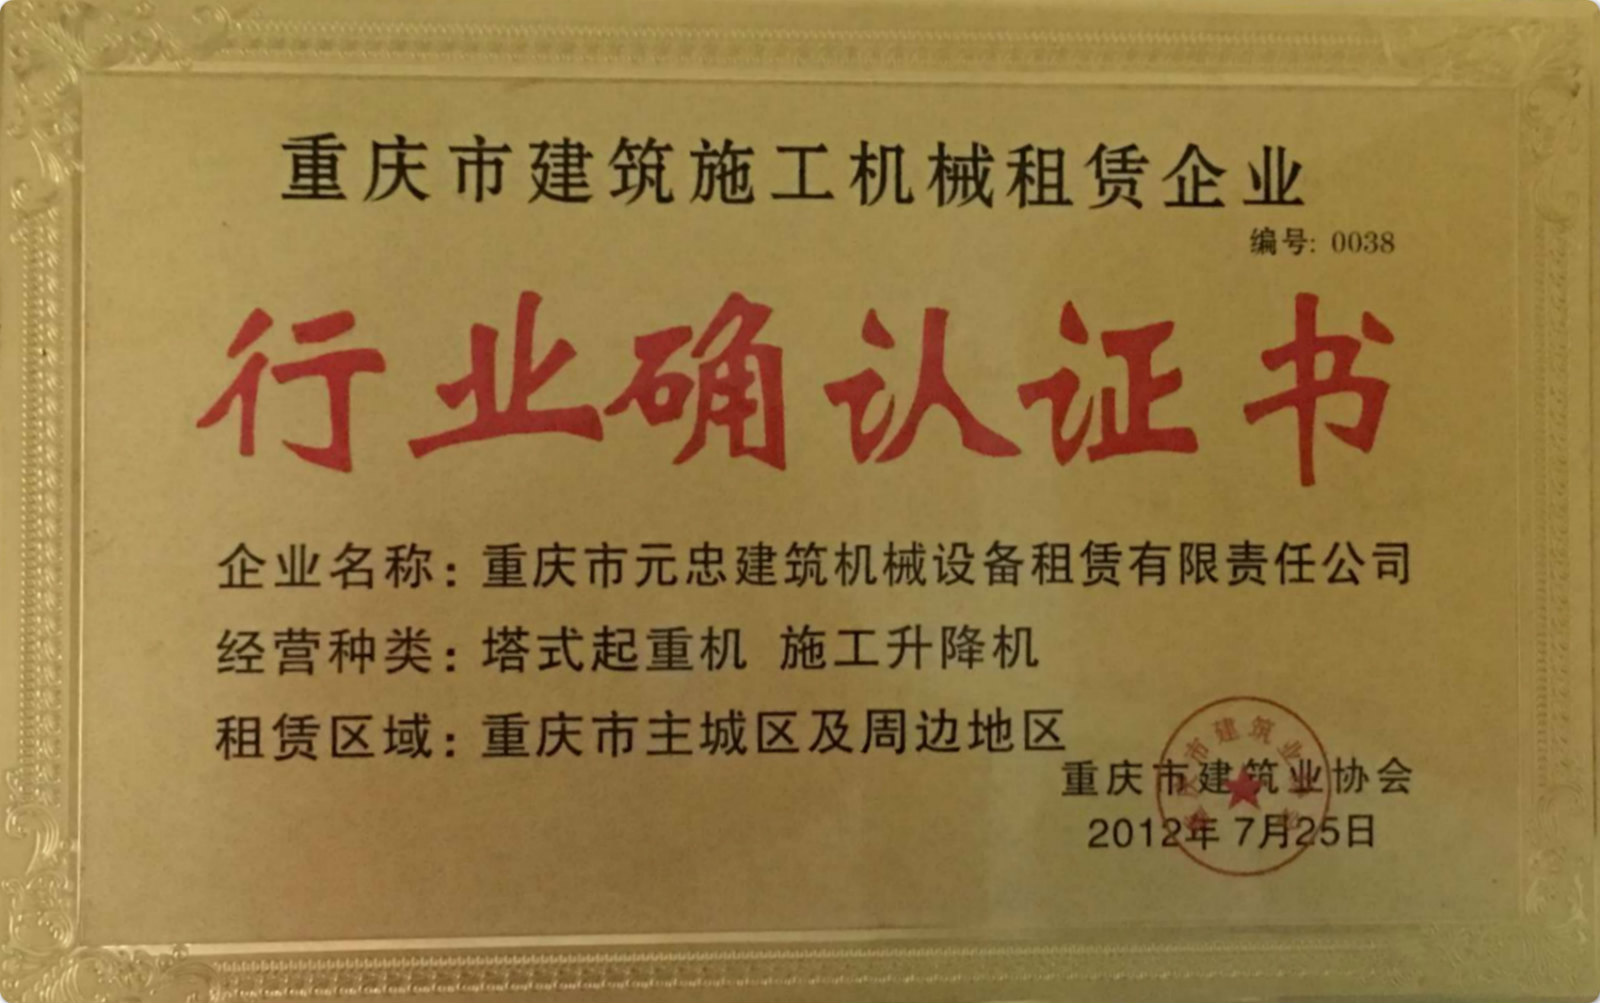 重庆市建筑施工机械租赁企业
编号: 0038
行业确认证书
企业名称：重庆市元忠建筑机械设备租赁有限责任公司
经营种类：塔式起重机 施工升降机
租赁区域：重庆市主城区及周边地区
重庆市建筑业协会
2012年7月25日